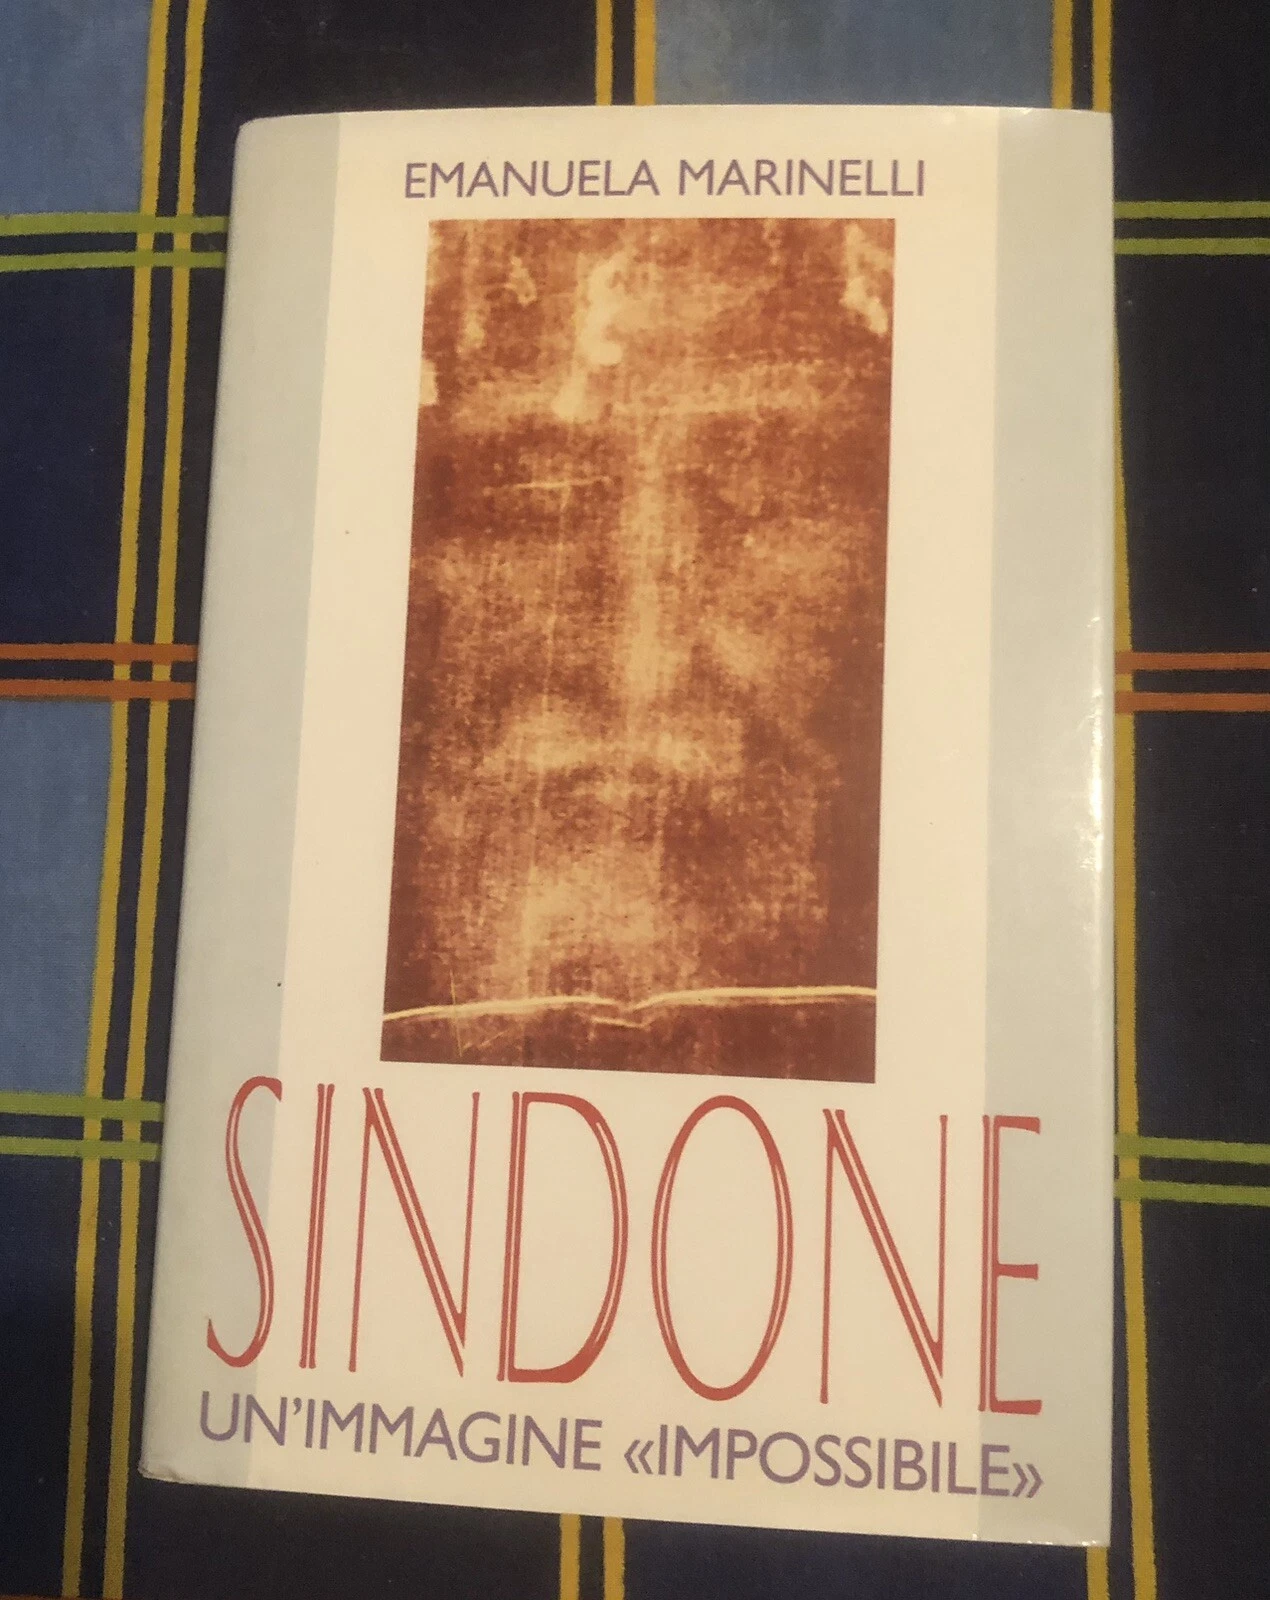 EMANUELA MARINELLI
SINDONE
UN'IMMAGINE «IMPOSSIBILE»